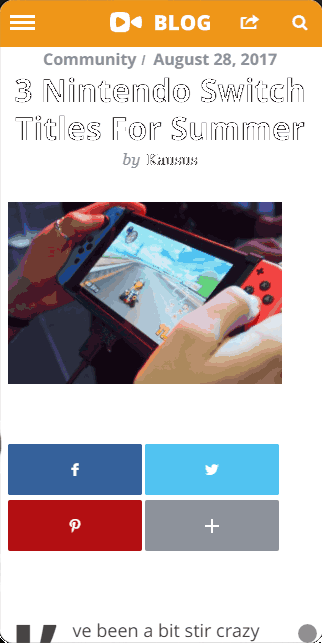 BLOG
Community / August 28, 2017
3 Nintendo Switch
Titles For Summer
by Kausus
ve been a bit stir crazy